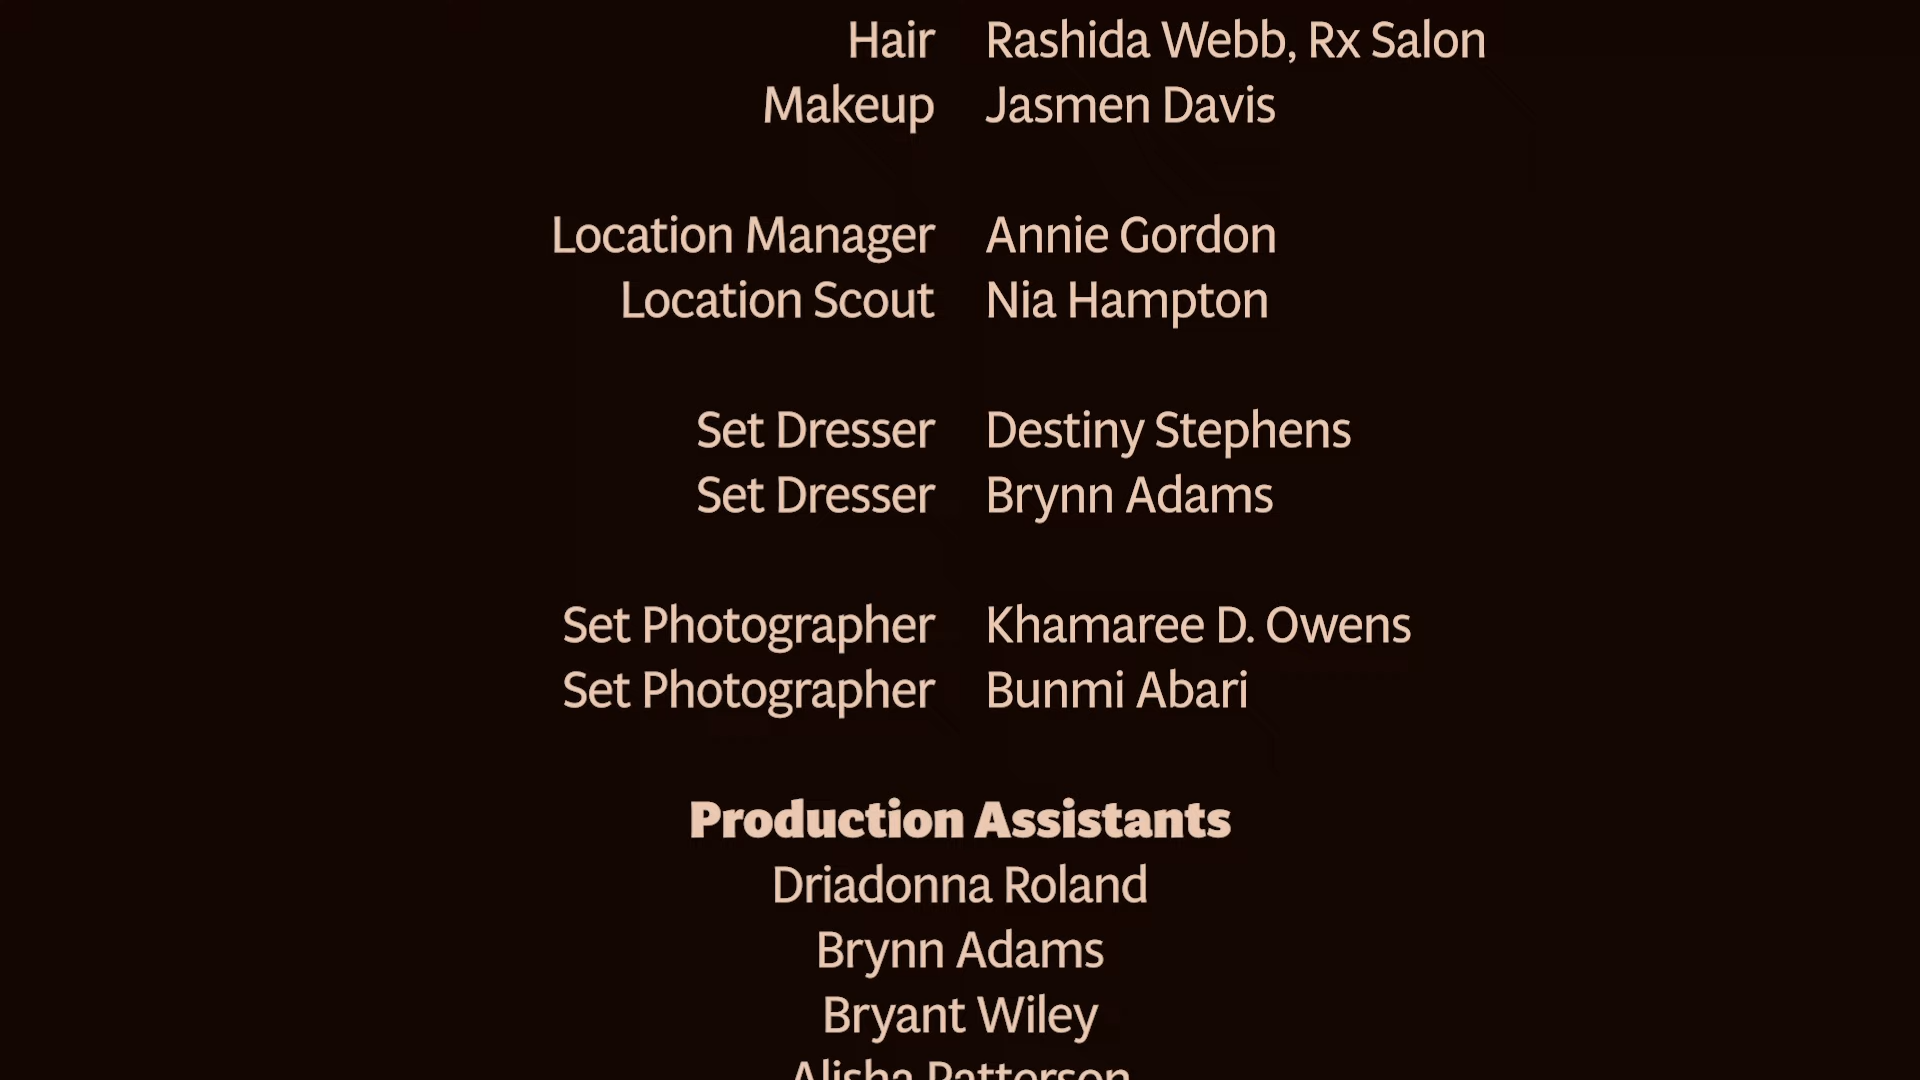 Hair Rashida Webb, Rx Salon
Makeup Jasmen Davis
Location Manager Annie Gordon
Location Scout Nia Hampton
Set Dresser Destiny Stephens
Set Dresser Brynn Adams
Set Photographer Khamaree D. Owens
Set Photographer Bunmi Abari
Production Assistants
Driadonna Roland
Brynn Adams
Bryant Wiley
Alisha Patterson